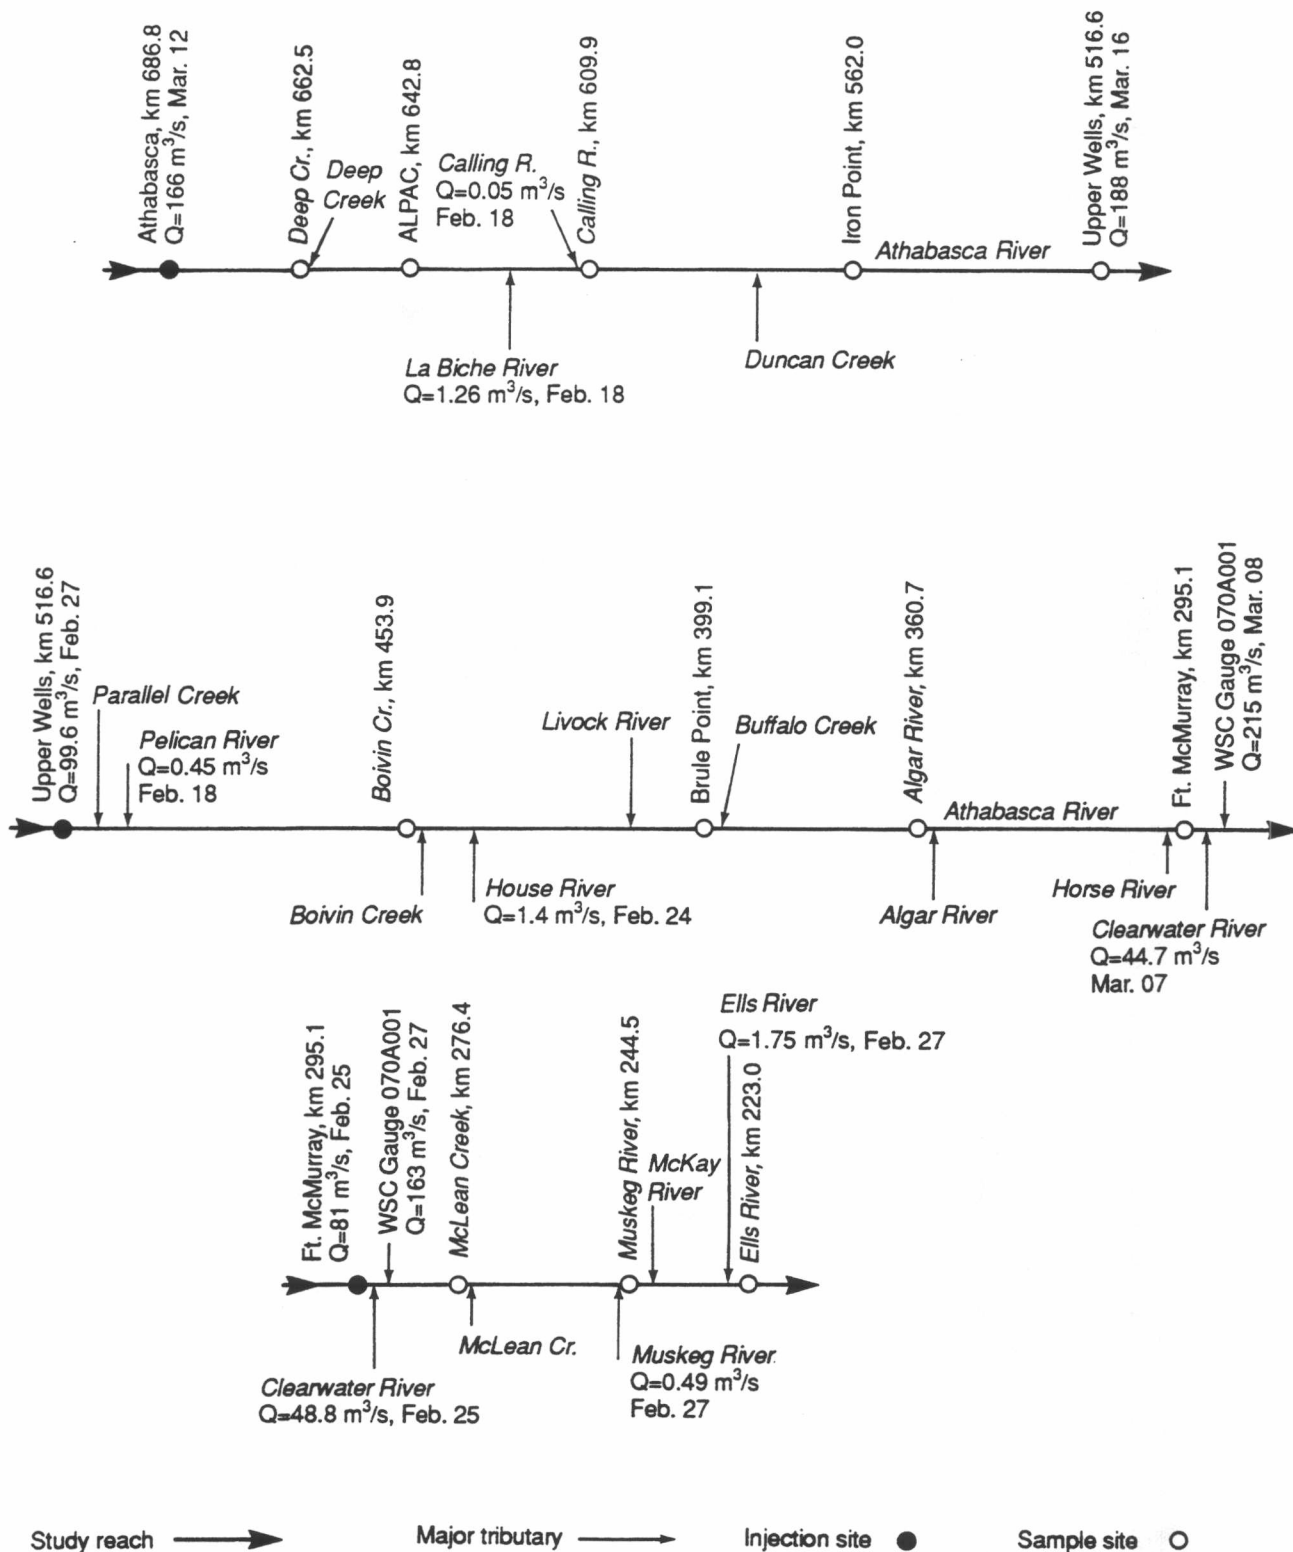 Athabasca, km 686.8
Q=166 m³/s, Mar. 12
Deep Cr., km 662.5
Deep
Creek
ALPAC, km 642.8
Calling R.
Q=0.05 m³/s
Feb. 18
Calling R., km 609.9
Iron Point, km 562.0
Athabasca River
Upper Wells, km 516.6
Q=188 m³/s, Mar. 16
La Biche River
Q=1.26 m³/s, Feb. 18
Duncan Creek
Upper Wells, km 516.6
Q=99.6 m³/s, Feb. 27
Parallel Creek
Pelican River
Q=0.45 m³/s
Feb. 18
Boivin Cr., km 453.9
Livock River
Brule Point, km 399.1
Buffalo Creek
Algar River, km 360.7
Athabasca River
Ft. McMurray, km 295.1
WSC Gauge 070A001
Q=215 m³/s, Mar. 08
Boivin Creek
House River
Q=1.4 m³/s, Feb. 24
Algar River
Horse River
Clearwater River
Q=44.7 m³/s
Mar. 07
Ft. McMurray, km 295.1
Q=81 m³/s, Feb. 25
WSC Gauge 070A001
Q=163 m³/s, Feb. 27
McLean Creek, km 276.4
Muskeg River, km 244.5
McKay
River
Ells River
Q=1.75 m³/s, Feb. 27
Ells River, km 223.0
Clearwater River
Q=48.8 m³/s, Feb. 25
McLean Cr.
Muskeg River
Q=0.49 m³/s
Feb. 27
Study reach
Major tributary
Injection site
Sample site